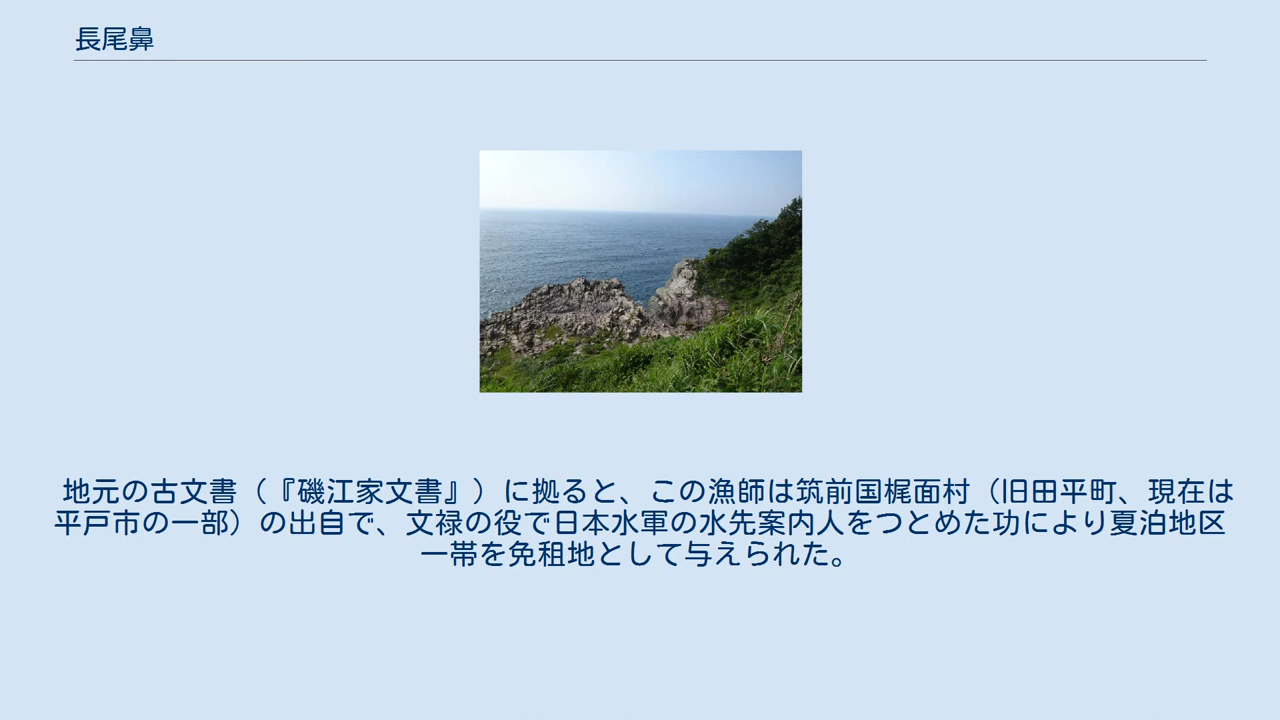 長尾鼻
地元の古文書（『磯江家文書』）に拠ると、この漁師は筑前国梶面村（旧田平町、現在は
平戸市の一部）の出自で、文禄の役で日本水軍の水先案内人をつとめた功により夏泊地区
一帯を免租地として与えられた。